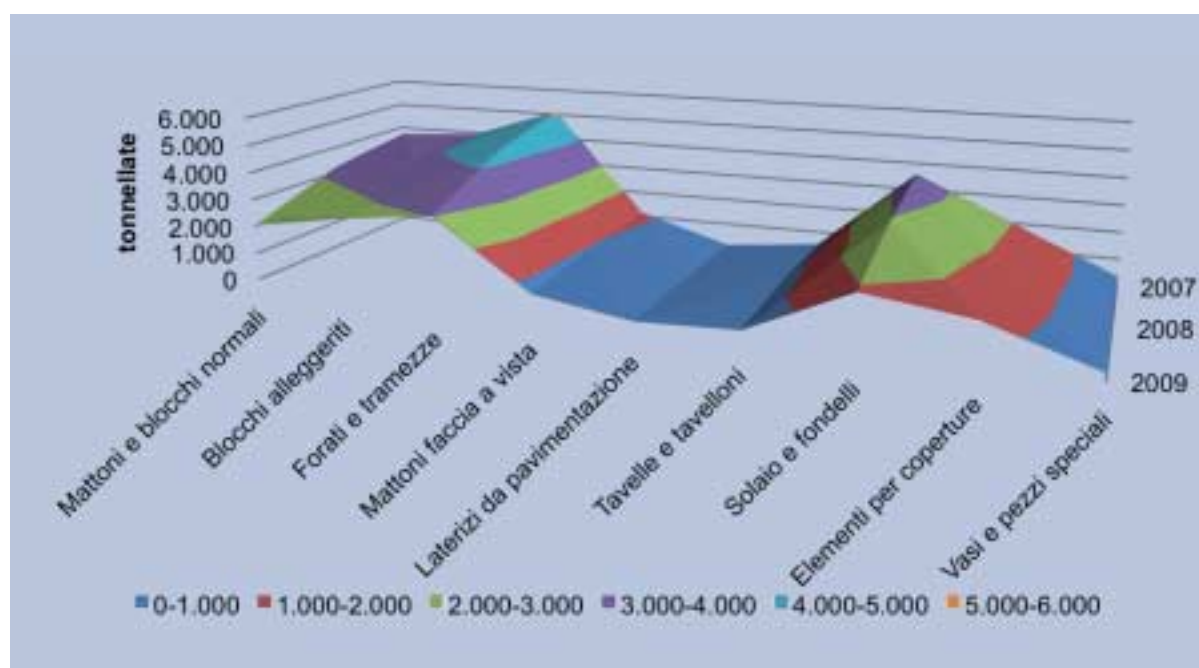 tonnellate
6.000
5.000
4.000
3.000
2.000
1.000
0
2007
2008
2009
Mattoni e blocchi normali
Blocchi alleggeriti
Forati e tramezze
Mattoni faccia a vista
Laterizi da pavimentazione
Tavelle e tavelloni
Solaio e fondelli
Elementi per coperture
Vasi e pezzi speciali
0-1.000 1.000-2.000 2.000-3.000 3.000-4.000 4.000-5.000 5.000-6.000